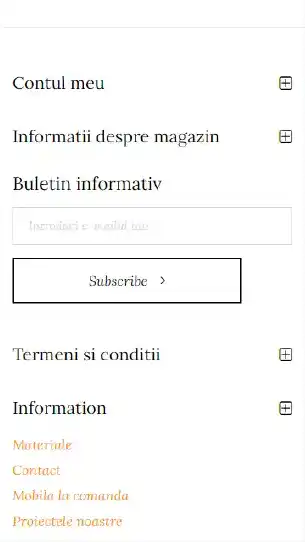 Contul meu
Informatii despre magazin
Buletin informativ
Introduci e-mailul tau
Subscribe
Termeni si conditii
Information
Materiale
Contact
Mobila la comanda
Proiectele noastre